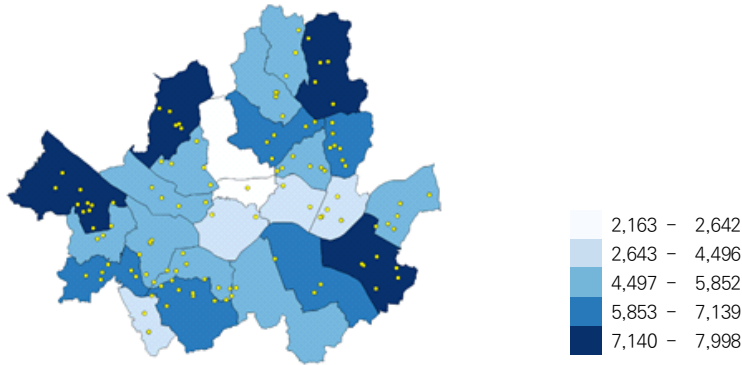 2,163 - 2,642
2,643 - 4,496
4,497 - 5,852
5,853 - 7,139
7,140 - 7,998